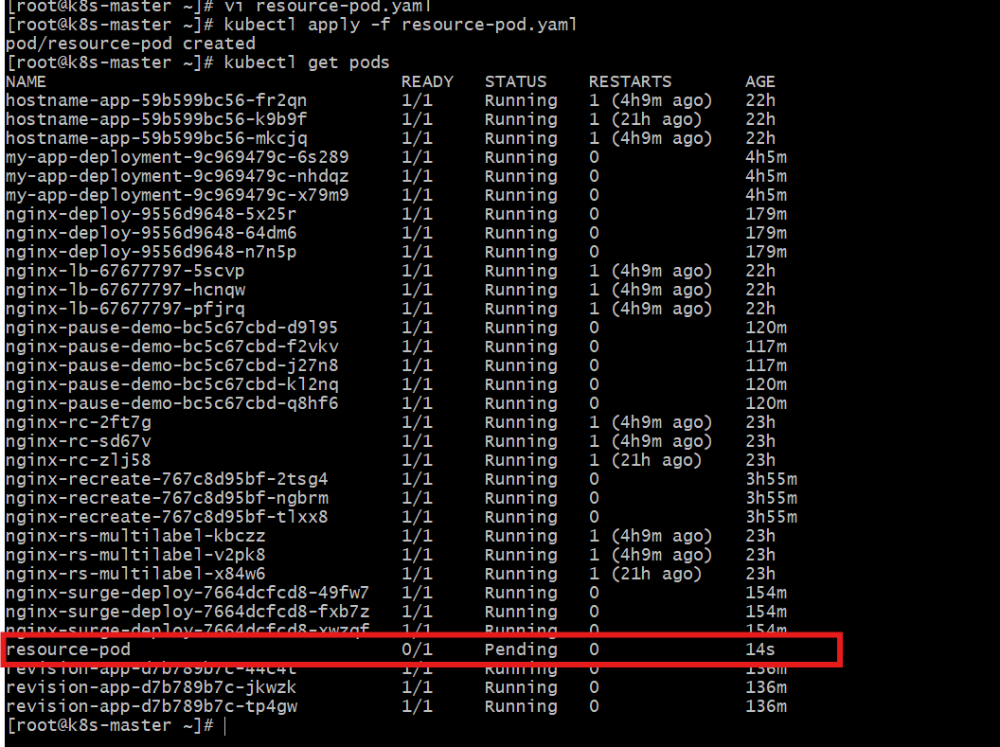 [root@k8s-master ~]# vi resource-pod.yaml
[root@k8s-master ~]# kubectl apply -f resource-pod.yaml
pod/resource-pod created
[root@k8s-master ~]# kubectl get pods
NAME READY STATUS RESTARTS AGE
hostname-app-59b599bc56-fr2qn 1/1 Running 1 (4h9m ago) 22h
hostname-app-59b599bc56-k9b9f 1/1 Running 1 (21h ago) 22h
hostname-app-59b599bc56-mkcjq 1/1 Running 1 (4h9m ago) 22h
my-app-deployment-9c969479c-6s289 1/1 Running 0 4h5m
my-app-deployment-9c969479c-nhdqz 1/1 Running 0 4h5m
my-app-deployment-9c969479c-x79m9 1/1 Running 0 4h5m
nginx-deploy-9556d9648-5x25r 1/1 Running 0 179m
nginx-deploy-9556d9648-64dm6 1/1 Running 0 179m
nginx-deploy-9556d9648-n7n5p 1/1 Running 0 179m
nginx-lb-67677797-5scvp 1/1 Running 1 (4h9m ago) 22h
nginx-lb-67677797-hcnqw 1/1 Running 1 (4h9m ago) 22h
nginx-lb-67677797-pfjrq 1/1 Running 1 (4h9m ago) 22h
nginx-pause-demo-bc5c67cbd-d9l95 1/1 Running 0 120m
nginx-pause-demo-bc5c67cbd-f2vkv 1/1 Running 0 117m
nginx-pause-demo-bc5c67cbd-j27n8 1/1 Running 0 117m
nginx-pause-demo-bc5c67cbd-kl2nq 1/1 Running 0 120m
nginx-pause-demo-bc5c67cbd-q8hf6 1/1 Running 0 120m
nginx-rc-2ft7g 1/1 Running 1 (4h9m ago) 23h
nginx-rc-sd67v 1/1 Running 1 (4h9m ago) 23h
nginx-rc-zlj58 1/1 Running 1 (21h ago) 23h
nginx-recreate-767c8d95bf-2tsg4 1/1 Running 0 3h55m
nginx-recreate-767c8d95bf-ngbrm 1/1 Running 0 3h55m
nginx-recreate-767c8d95bf-tlxx8 1/1 Running 0 3h55m
nginx-rs-multilabel-kbczz 1/1 Running 1 (4h9m ago) 23h
nginx-rs-multilabel-v2pk8 1/1 Running 1 (4h9m ago) 23h
nginx-rs-multilabel-x84w6 1/1 Running 1 (21h ago) 23h
nginx-surge-deploy-7664dcfcd8-49fw7 1/1 Running 0 154m
nginx-surge-deploy-7664dcfcd8-fxb7z 1/1 Running 0 154m
nginx-surge-deploy-7664dcfcd8-xwzqf 1/1 Running 0 154m
resource-pod 0/1 Pending 0 14s
revision-app-d7b789b7c-44c4t 1/1 Running 0 136m
revision-app-d7b789b7c-jkwzk 1/1 Running 0 136m
revision-app-d7b789b7c-tp4gw 1/1 Running 0 136m
[root@k8s-master ~]#